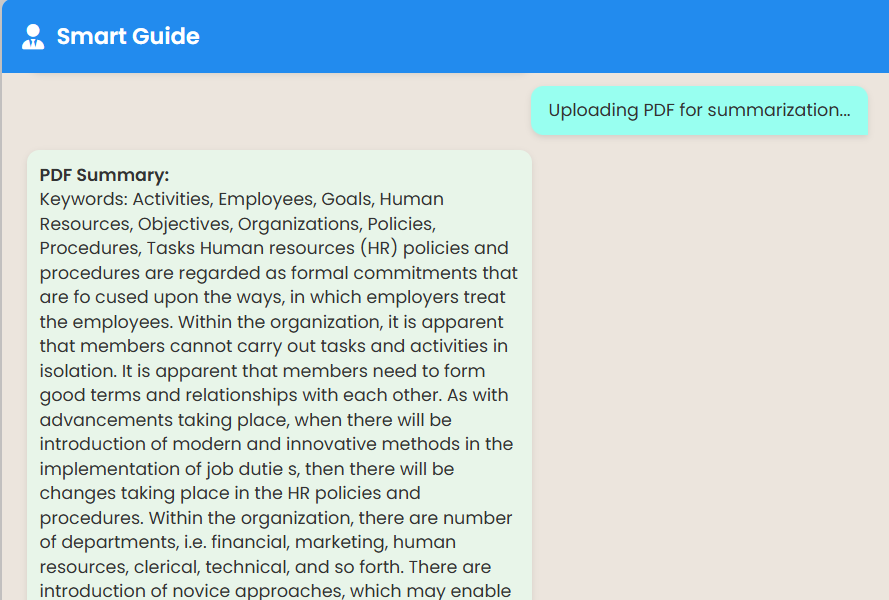 Smart Guide
Uploading PDF for summarization...
PDF Summary:
Keywords: Activities, Employees, Goals, Human
Resources, Objectives, Organizations, Policies,
Procedures, Tasks Human resources (HR) policies and
procedures are regarded as formal commitments that
are fo cused upon the ways, in which employers treat
the employees. Within the organization, it is apparent
that members cannot carry out tasks and activities in
isolation. It is apparent that members need to form
good terms and relationships with each other. As with
advancements taking place, when there will be
introduction of modern and innovative methods in the
implementation of job dutie s, then there will be
changes taking place in the HR policies and
procedures. Within the organization, there are number
of departments, i.e. financial, marketing, human
resources, clerical, technical, and so forth. There are
introduction of novice approaches, which may enable